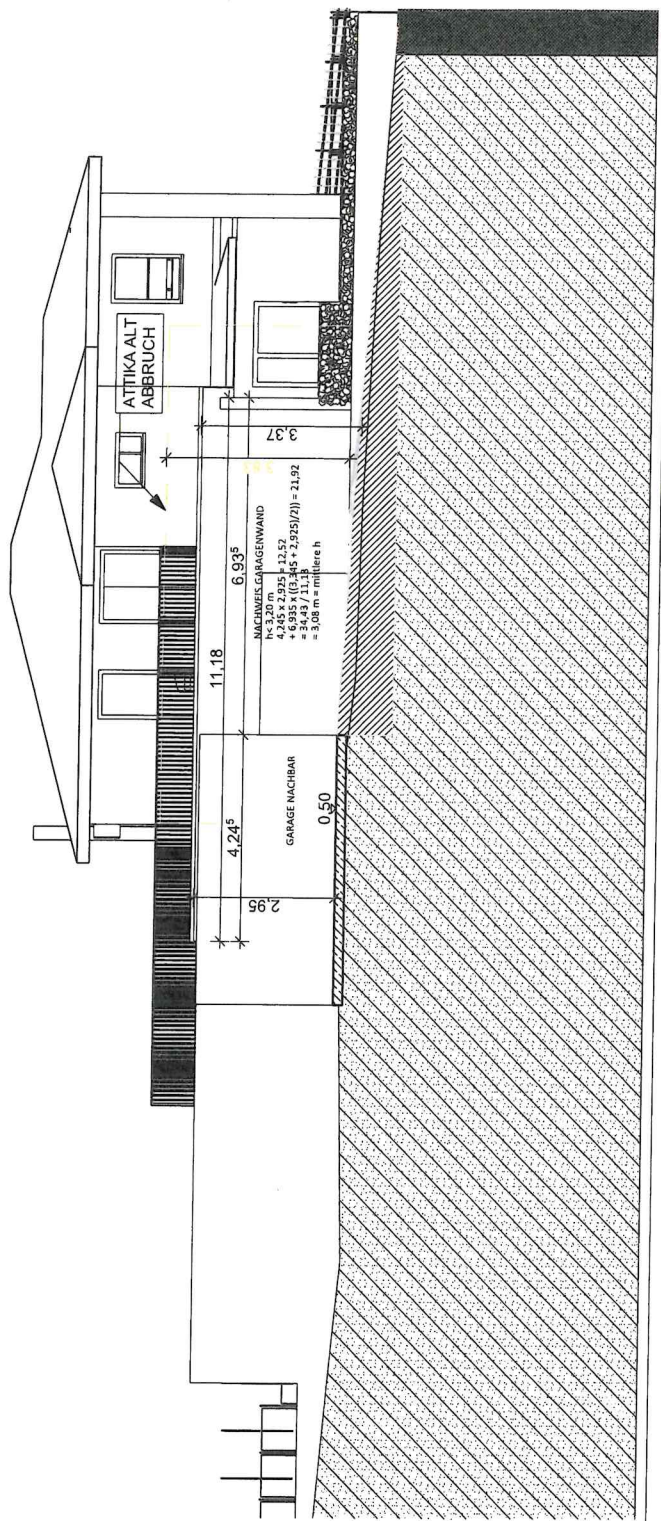 ATTIKA ALT
ABBRUCH
3,37
6,93⁵
11,18
NACHWEIS GARAGENWAND
h< 3,20 m
4,245 x 2,925 = 12,52
+ 6,935 x ((3,345 + 2,925)/2)) = 21,92
= 34,43 / 11,18
= 3,08 m = mittlere h
4,24⁵
GARAGE NACHBAR
0,50
2,95